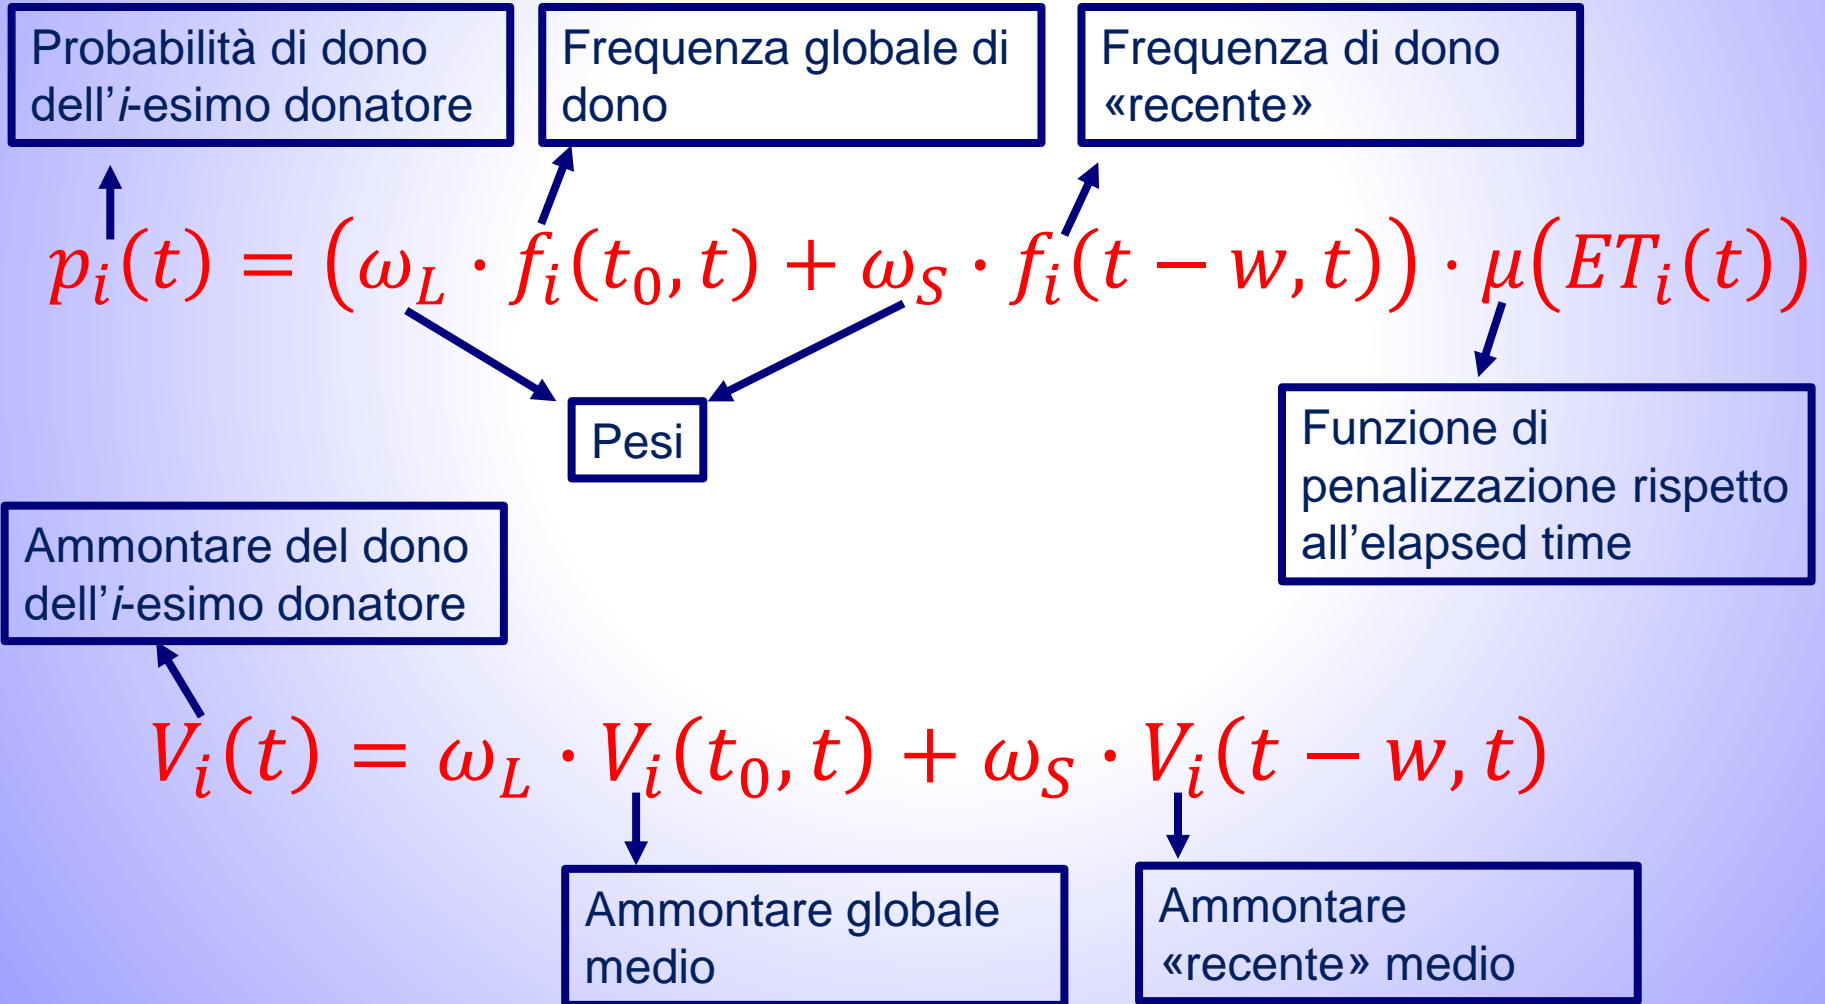 Probabilità di dono
dell’i-esimo donatore
Frequenza globale di
dono
Frequenza di dono
«recente»
p_i(t) = (ω_L · f_i(t_0, t) + ω_S · f_i(t − w, t)) · μ(ET_i(t))
Pesi
Funzione di
penalizzazione rispetto
all’elapsed time
Ammontare del dono
dell’i-esimo donatore
V_i(t) = ω_L · V_i(t_0, t) + ω_S · V_i(t − w, t)
Ammontare globale
medio
Ammontare
«recente» medio